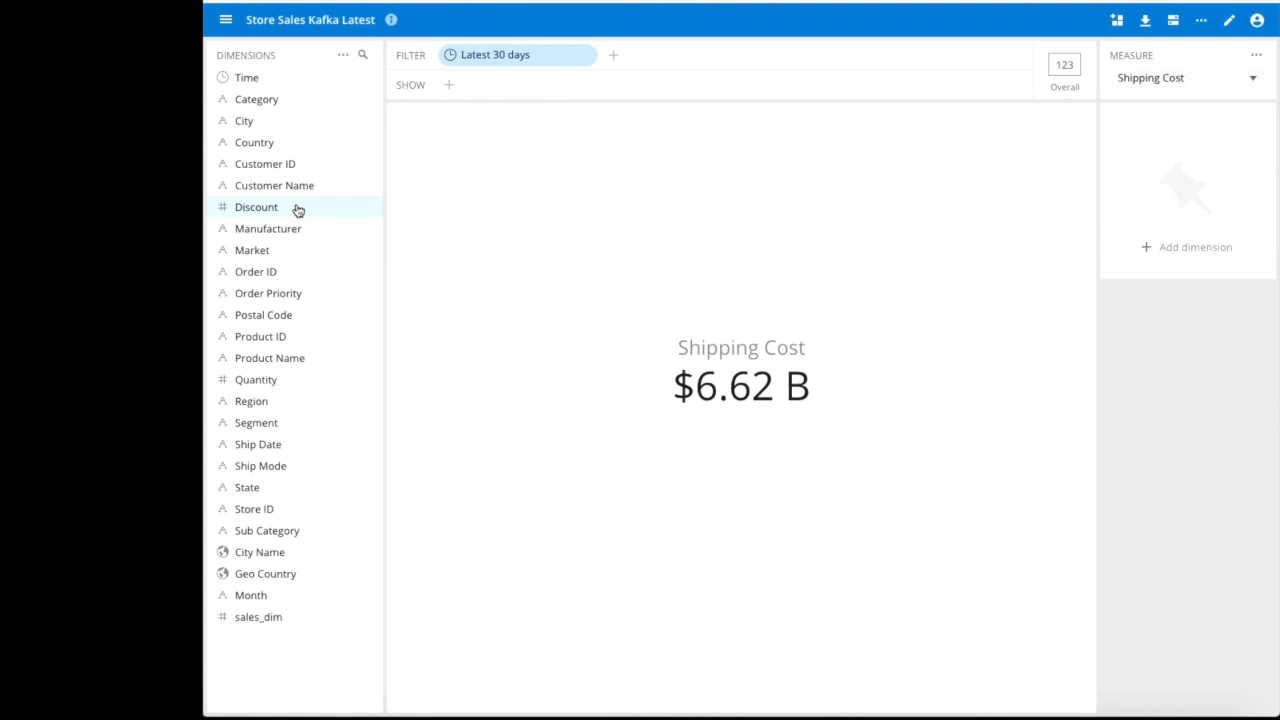 Store Sales Kafka Latest
DIMENSIONS
Time
Category
City
Country
Customer ID
Customer Name
Discount
Manufacturer
Market
Order ID
Order Priority
Postal Code
Product ID
Product Name
Quantity
Region
Segment
Ship Date
Ship Mode
State
Store ID
Sub Category
City Name
Geo Country
Month
sales_dim
FILTER Latest 30 days
SHOW
123
Overall
MEASURE
Shipping Cost
Add dimension
Shipping Cost
$6.62 B